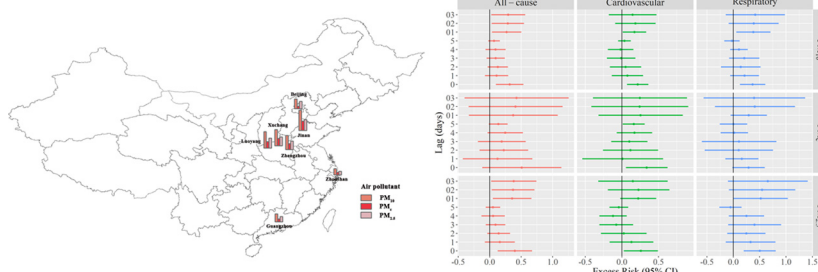 Beijing
Xuchang
Jinan
Luoyang
Zhengzhou
Zhoushan
Guangzhou
Air pollutant
PM10
PM2.5
All – cause
Cardiovascular
Respiratory
Lag (days)
03
02
01
5
4
3
2
1
0
03
02
01
5
4
3
2
1
0
03
02
01
5
4
3
2
1
0
-0.5 0.0 0.5 1.0
-0.5 0.0 0.5 1.0
-0.5 0.0 0.5 1.0 1.5
Excess Risk (95% CI)